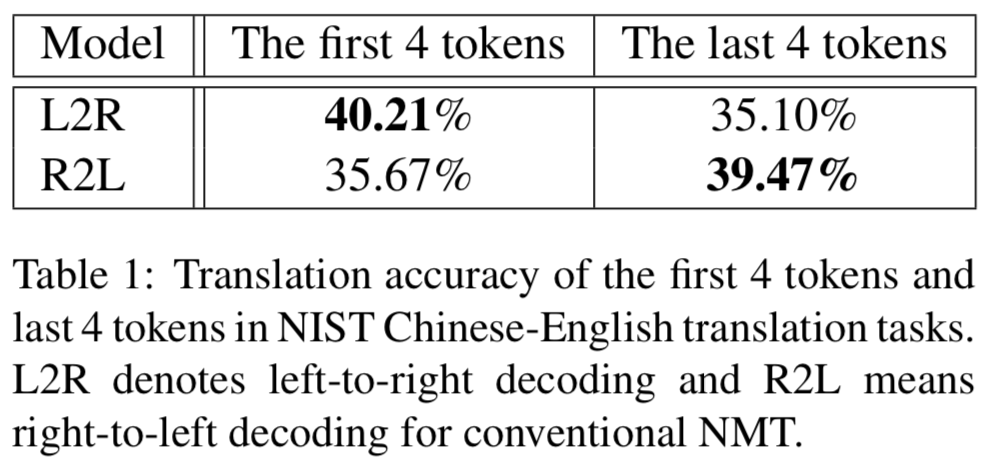 Model The first 4 tokens The last 4 tokens
L2R 40.21% 35.10%
R2L 35.67% 39.47%
Table 1: Translation accuracy of the first 4 tokens and
last 4 tokens in NIST Chinese-English translation tasks.
L2R denotes left-to-right decoding and R2L means
right-to-left decoding for conventional NMT.